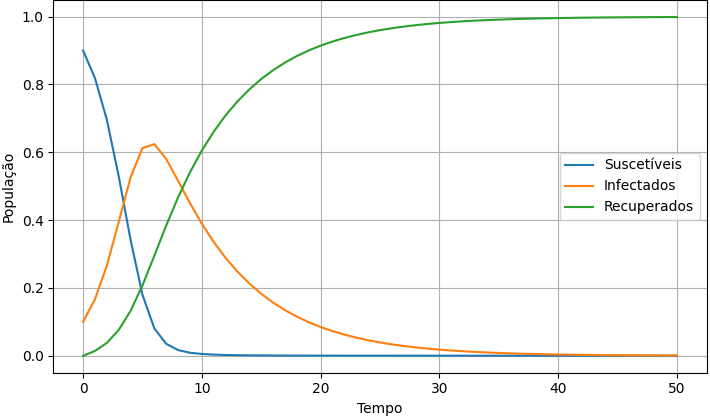 1.0
0.8
0.6
0.4
0.2
0.0
População
Suscetíveis
Infectados
Recuperados
0 10 20 30 40 50
Tempo